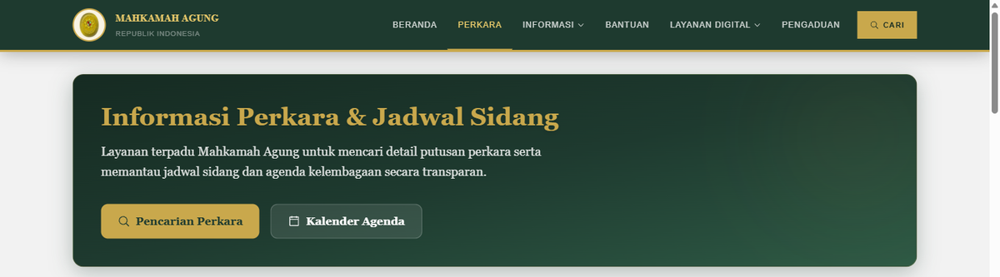 MAHKAMAH AGUNG
REPUBLIK INDONESIA
BERANDA
PERKARA
INFORMASI
BANTUAN
LAYANAN DIGITAL
PENGADUAN
CARI
Informasi Perkara & Jadwal Sidang
Layanan terpadu Mahkamah Agung untuk mencari detail putusan perkara serta
memantau jadwal sidang dan agenda kelembagaan secara transparan.
Pencarian Perkara
Kalender Agenda